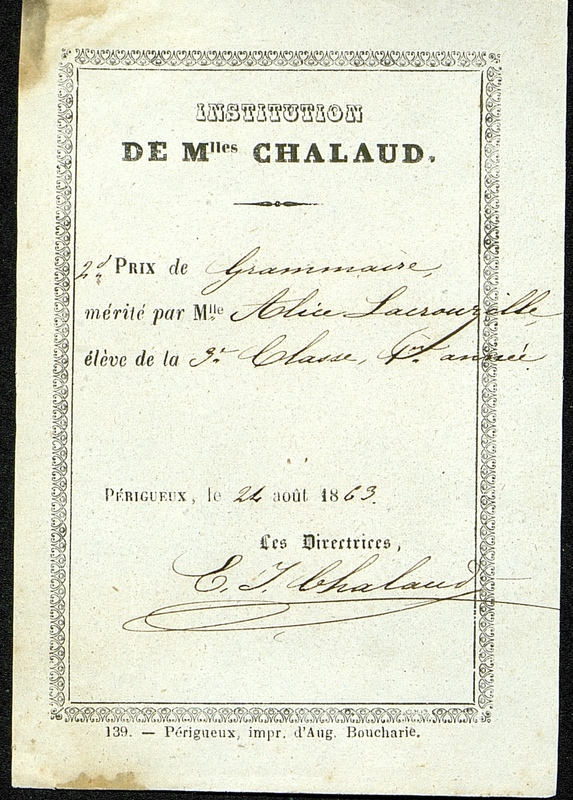 INSTITUTION
DE Mlles CHALAUD.
2d PRIX de Grammaire,
mérité par Mlle Alice Lacrouzille
élève de la 3e Classe, 1re année
PÉRIGUEUX, le 24 août 1863.
Les Directrices,
E. J. Chalaud
139. — Périgueux, impr. d'Aug. Boucharie.